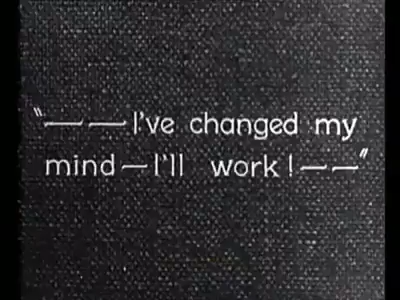 "— — I've changed my
mind — I'll work! — —"